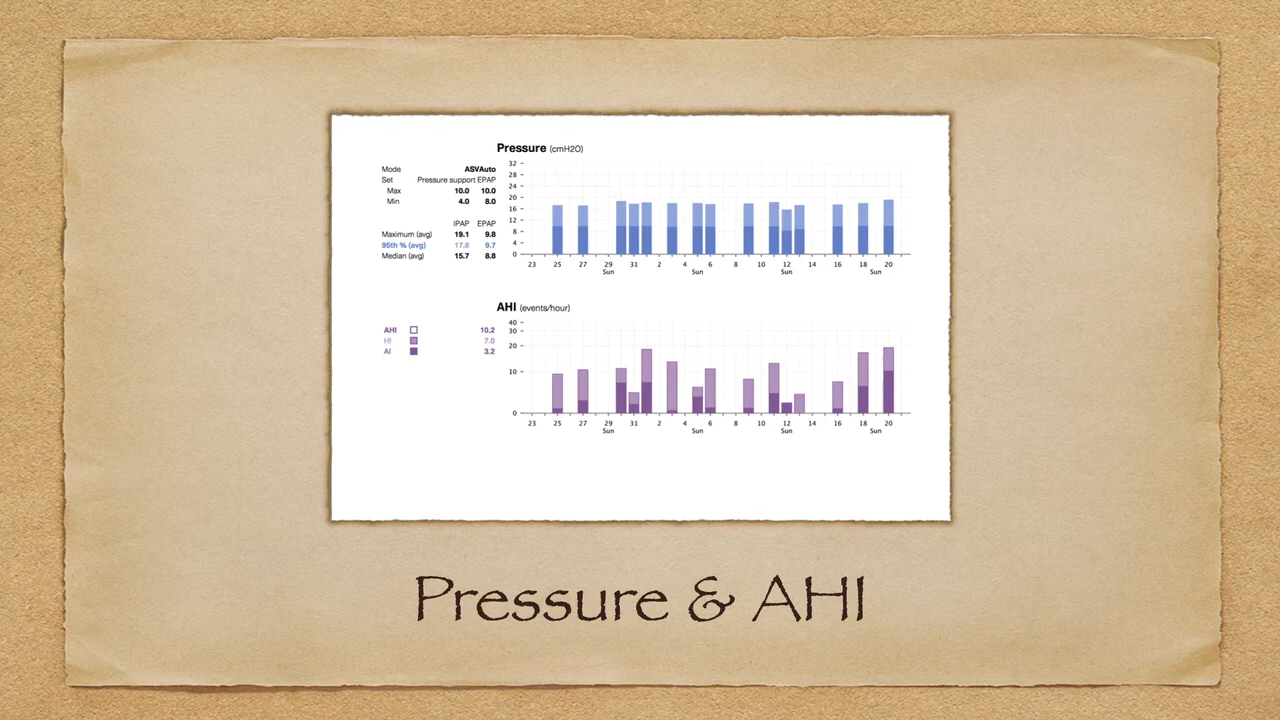 Pressure (cmH2O)
Mode ASVAuto
Set Pressure support EPAP
Max 10.0 10.0
Min 4.0 8.0
IPAP EPAP
Maximum (avg) 19.1 9.8
95th % (avg) 17.8 9.7
Median (avg) 15.7 8.8
32
28
24
20
16
12
8
4
0
23 25 27 29 31 2 4 6 8 10 12 14 16 18 20
Sun Sun Sun Sun
AHI (events/hour)
AHI 10.2
HI 7.0
AI 3.2
40
30
20
10
0
23 25 27 29 31 2 4 6 8 10 12 14 16 18 20
Sun Sun Sun Sun
Pressure & AHI